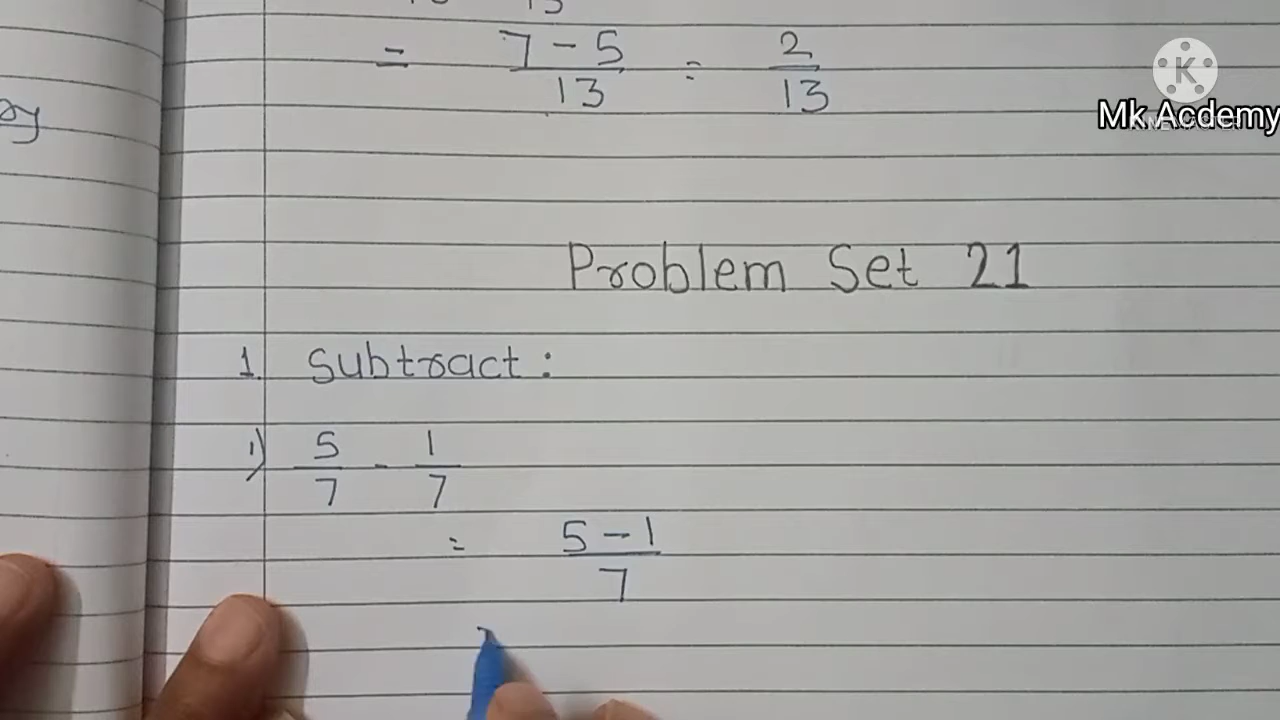 = 7 - 5 / 13 = 2 / 13
K
Mk Acdemy
Problem Set 21
1. Subtract :
1) 5/7 - 1/7
= 5 - 1 / 7